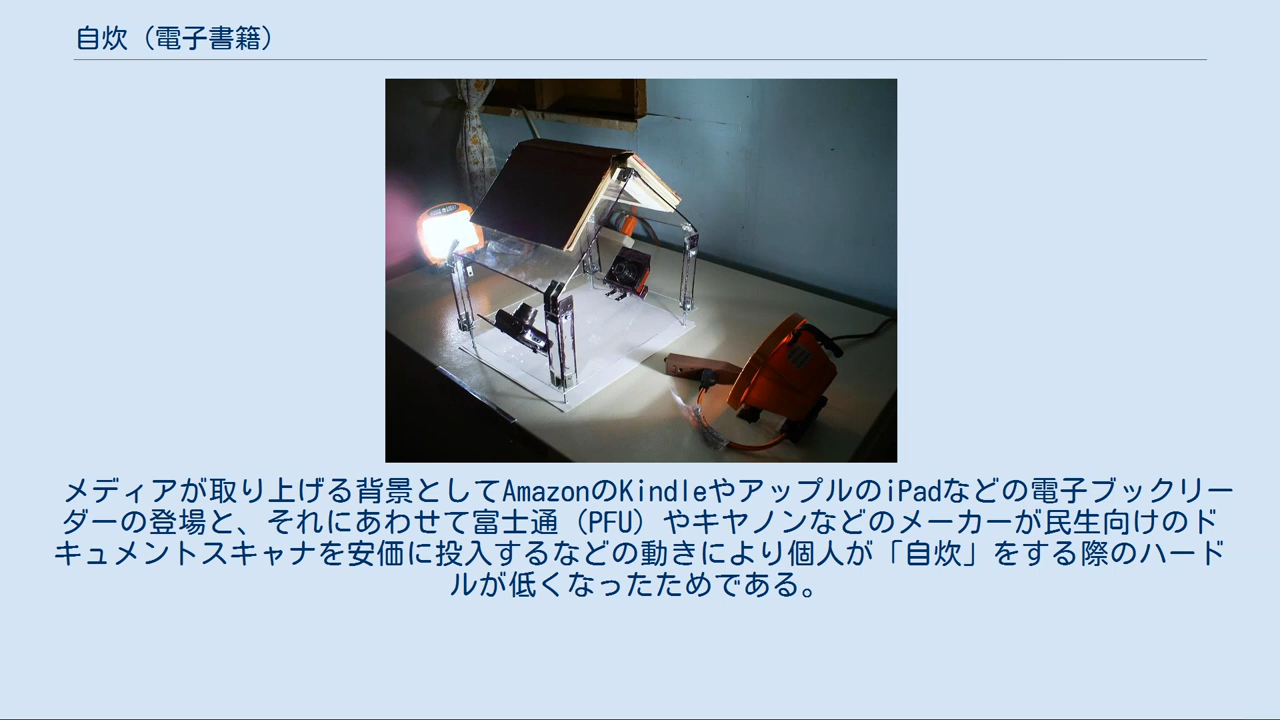 自炊（電子書籍）
メディアが取り上げる背景としてAmazonのKindleやアップルのiPadなどの電子ブックリー
ダーの登場と、それにあわせて富士通（PFU）やキヤノンなどのメーカーが民生向けのド
キュメントスキャナを安価に投入するなどの動きにより個人が「自炊」をする際のハード
ルが低くなったためである。